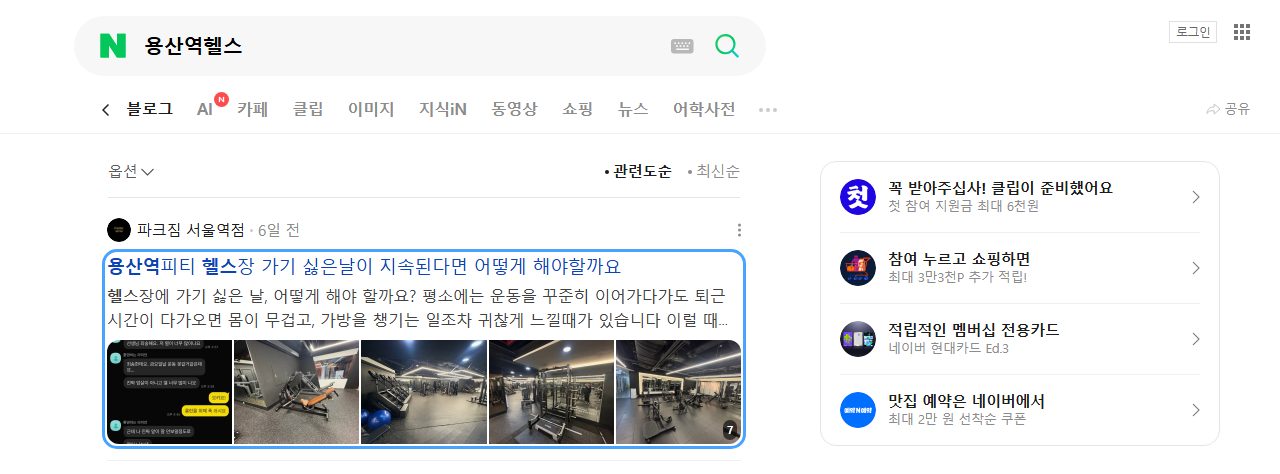 용산역헬스
로그인
블로그 AI N 카페 클립 이미지 지식iN 동영상 쇼핑 뉴스 어학사전
공유
옵션
• 관련도순 • 최신순
파크짐 서울역점 · 6일 전
용산역피티 헬스장 가기 싫은날이 지속된다면 어떻게 해야할까요
헬스장에 가기 싫은 날, 어떻게 해야 할까요? 평소에는 운동을 꾸준히 이어가다가도 퇴근
시간이 다가오면 몸이 무겁고, 가방을 챙기는 일조차 귀찮게 느낄때가 있습니다 이럴 때...
7
첫
꼭 받아주십사! 클립이 준비했어요
첫 참여 지원금 최대 6천원
참여 누르고 쇼핑하면
최대 3만3천P 추가 적립!
적립적인 멤버십 전용카드
네이버 현대카드 Ed.3
예약N예약
맛집 예약은 네이버에서
최대 2만 원 선착순 쿠폰